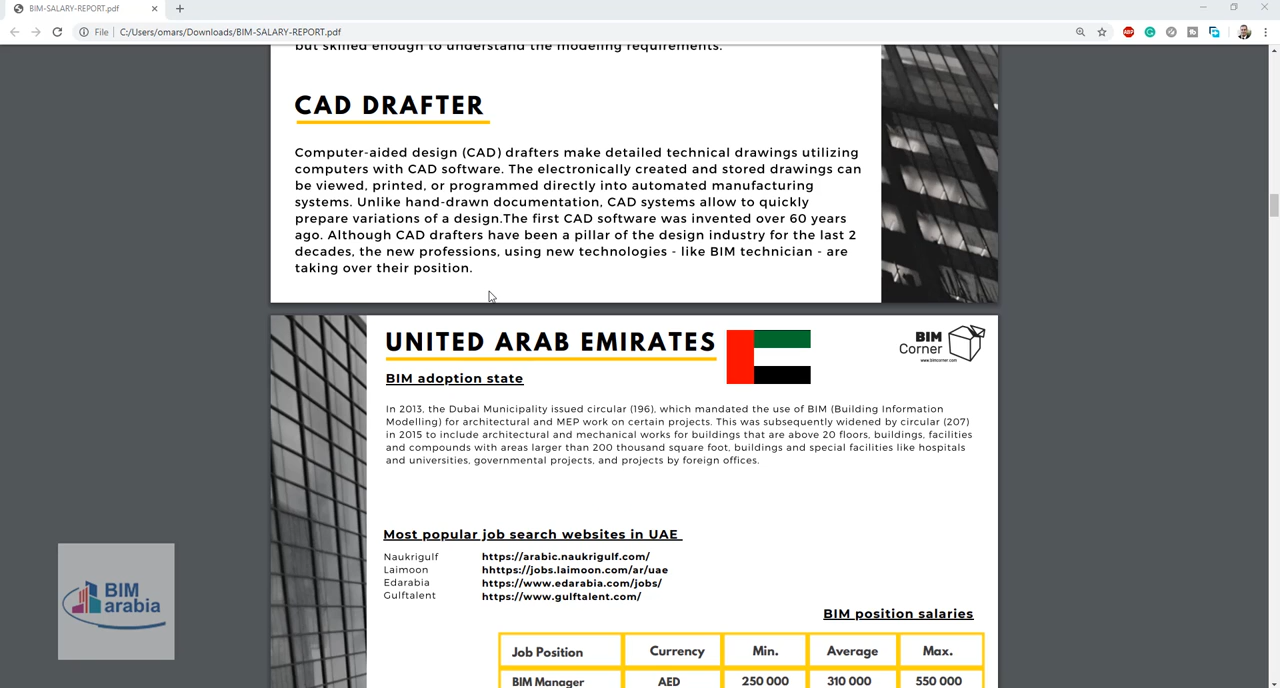 BIM-SALARY-REPORT.pdf
File
C:/Users/omars/Downloads/BIM-SALARY-REPORT.pdf
but skilled enough to understand the modeling requirements.
CAD DRAFTER
Computer-aided design (CAD) drafters make detailed technical drawings utilizing
computers with CAD software. The electronically created and stored drawings can
be viewed, printed, or programmed directly into automated manufacturing
systems. Unlike hand-drawn documentation, CAD systems allow to quickly
prepare variations of a design.The first CAD software was invented over 60 years
ago. Although CAD drafters have been a pillar of the design industry for the last 2
decades, the new professions, using new technologies - like BIM technician - are
taking over their position.
UNITED ARAB EMIRATES
BIM
Corner
www.bimcorner.com
BIM adoption state
In 2013, the Dubai Municipality issued circular (196), which mandated the use of BIM (Building Information
Modelling) for architectural and MEP work on certain projects. This was subsequently widened by circular (207)
in 2015 to include architectural and mechanical works for buildings that are above 20 floors, buildings, facilities
and compounds with areas larger than 200 thousand square foot, buildings and special facilities like hospitals
and universities, governmental projects, and projects by foreign offices.
Most popular job search websites in UAE
Naukrigulf https://arabic.naukrigulf.com/
Laimoon hhttps://jobs.laimoon.com/ar/uae
Edarabia https://www.edarabia.com/jobs/
Gulftalent https://www.gulftalent.com/
BIM position salaries
Job Position Currency Min. Average Max.
BIM Manager AED 250 000 310 000 550 000
BIM
arabia